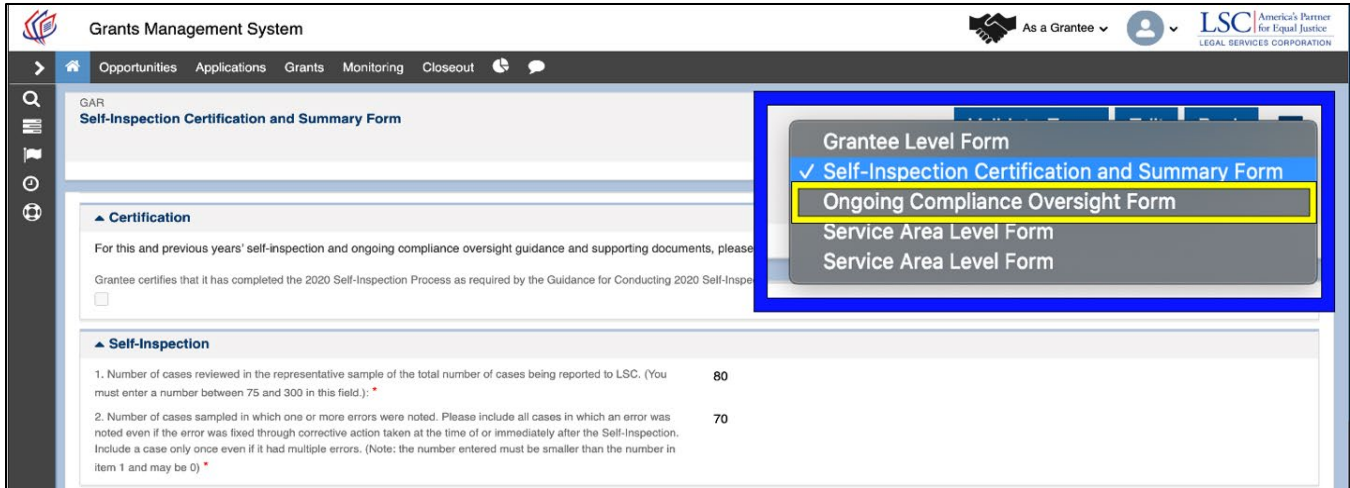 Grants Management System
As a Grantee
LSC America's Partner for Equal Justice
LEGAL SERVICES CORPORATION
Opportunities Applications Grants Monitoring Closeout
GAR
Self-Inspection Certification and Summary Form
Grantee Level Form
✓ Self-Inspection Certification and Summary Form
Ongoing Compliance Oversight Form
Service Area Level Form
Service Area Level Form
Certification
For this and previous years' self-inspection and ongoing compliance oversight guidance and supporting documents, please
Grantee certifies that it has completed the 2020 Self-Inspection Process as required by the Guidance for Conducting 2020 Self-Inspe
Self-Inspection
1. Number of cases reviewed in the representative sample of the total number of cases being reported to LSC. (You 80
must enter a number between 75 and 300 in this field.): *
2. Number of cases sampled in which one or more errors were noted. Please include all cases in which an error was 70
noted even if the error was fixed through corrective action taken at the time of or immediately after the Self-Inspection.
Include a case only once even if it had multiple errors. (Note: the number entered must be smaller than the number in
item 1 and may be 0) *